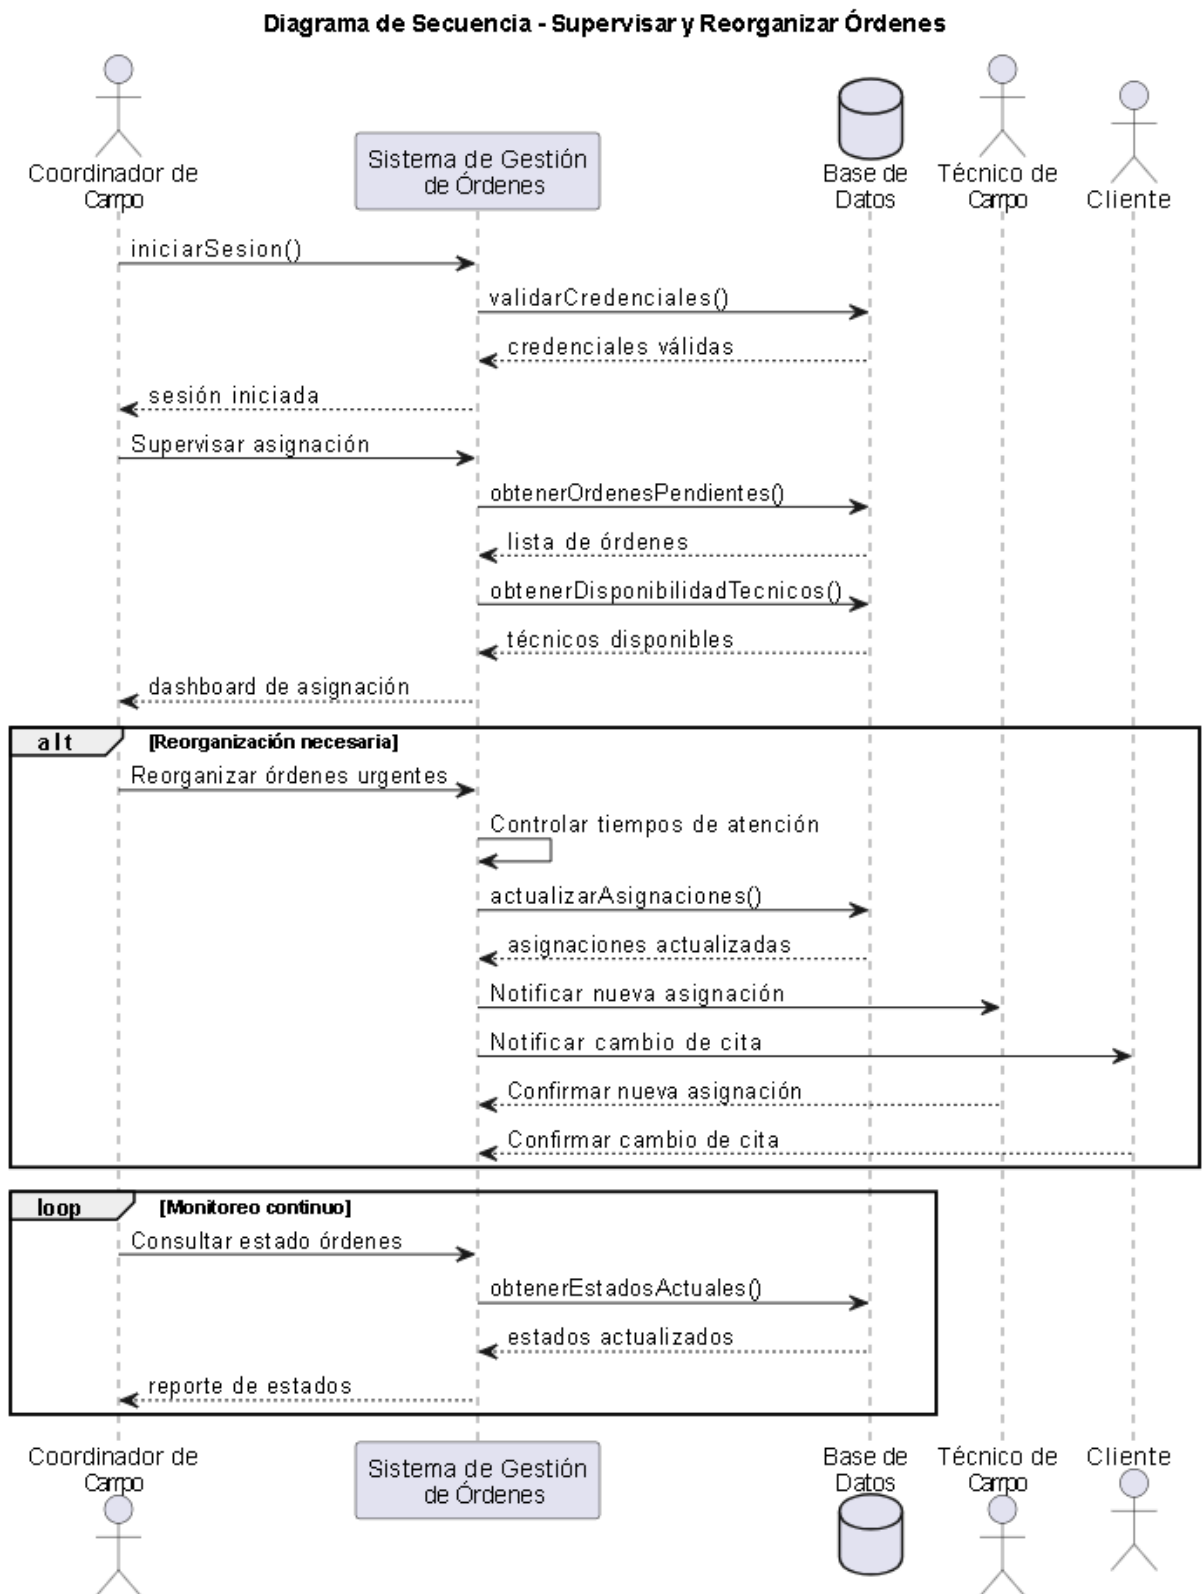 Diagrama de Secuencia - Supervisar y Reorganizar Órdenes
Coordinador de
Campo
Sistema de Gestión
de Órdenes
Base de
Datos
Técnico de
Campo
Cliente
iniciarSesion()
validarCredenciales()
credenciales válidas
sesión iniciada
Supervisar asignación
obtenerOrdenesPendientes()
lista de órdenes
obtenerDisponibilidadTecnicos()
técnicos disponibles
dashboard de asignación
alt [Reorganización necesaria]
Reorganizar órdenes urgentes
Controlar tiempos de atención
actualizarAsignaciones()
asignaciones actualizadas
Notificar nueva asignación
Notificar cambio de cita
Confirmar nueva asignación
Confirmar cambio de cita
loop [Monitoreo continuo]
Consultar estado órdenes
obtenerEstadosActuales()
estados actualizados
reporte de estados
Coordinador de
Campo
Sistema de Gestión
de Órdenes
Base de
Datos
Técnico de
Campo
Cliente